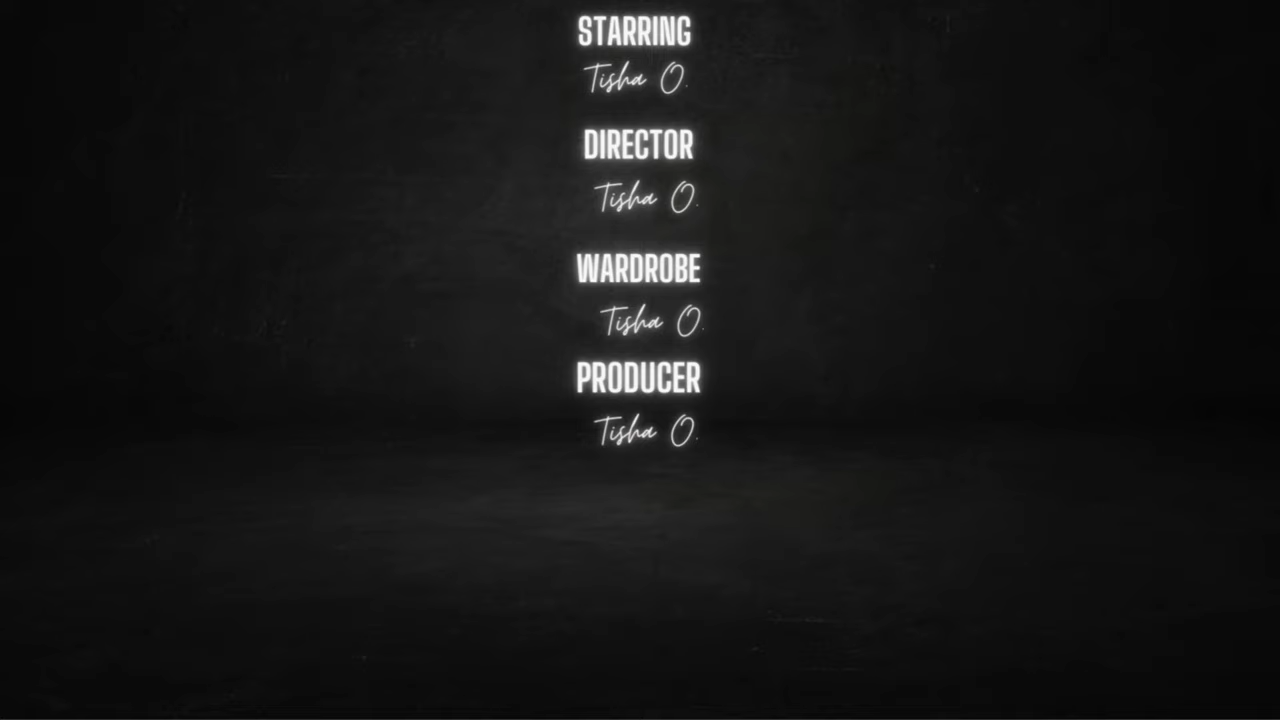 STARRING
Tisha O.
DIRECTOR
Tisha O.
WARDROBE
Tisha O.
PRODUCER
Tisha O.